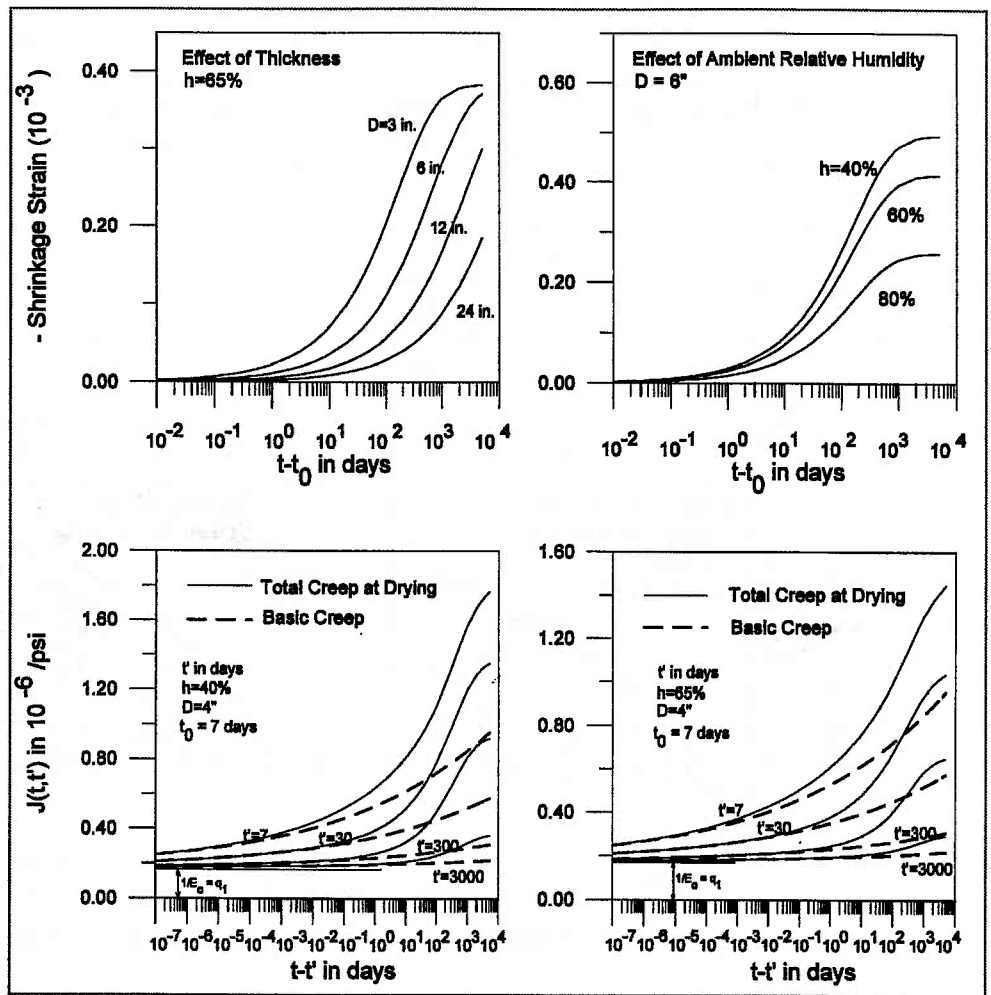 Effect of Thickness
h=65%
- Shrinkage Strain (10⁻³)
0.40
0.20
0.00
D=3 in.
6 in.
12 in.
24 in.
10⁻² 10⁻¹ 10⁰ 10¹ 10² 10³ 10⁴
t-t₀ in days
Effect of Ambient Relative Humidity
D = 6"
0.60
0.40
0.20
0.00
h=40%
60%
80%
10⁻² 10⁻¹ 10⁰ 10¹ 10² 10³ 10⁴
t-t₀ in days
J(t,t') in 10⁻⁶ /psi
2.00
1.60
1.20
0.80
0.40
0.00
Total Creep at Drying
Basic Creep
t' in days
h=40%
D=4"
t₀ = 7 days
t'=7
t'=30
t'=300
t'=3000
1/E₀ = q₁
10⁻⁷ 10⁻⁶ 10⁻⁵ 10⁻⁴ 10⁻³ 10⁻² 10⁻¹ 10⁰ 10¹ 10² 10³ 10⁴
t-t' in days
1.60
1.20
0.80
0.40
0.00
Total Creep at Drying
Basic Creep
t' in days
h=65%
D=4"
t₀ = 7 days
t'=7
t'=30
t'=300
t'=3000
1/E₀ = q₁
10⁻⁷ 10⁻⁶ 10⁻⁵ 10⁻⁴ 10⁻³ 10⁻² 10⁻¹ 10⁰ 10¹ 10² 10³ 10⁴
t-t' in days